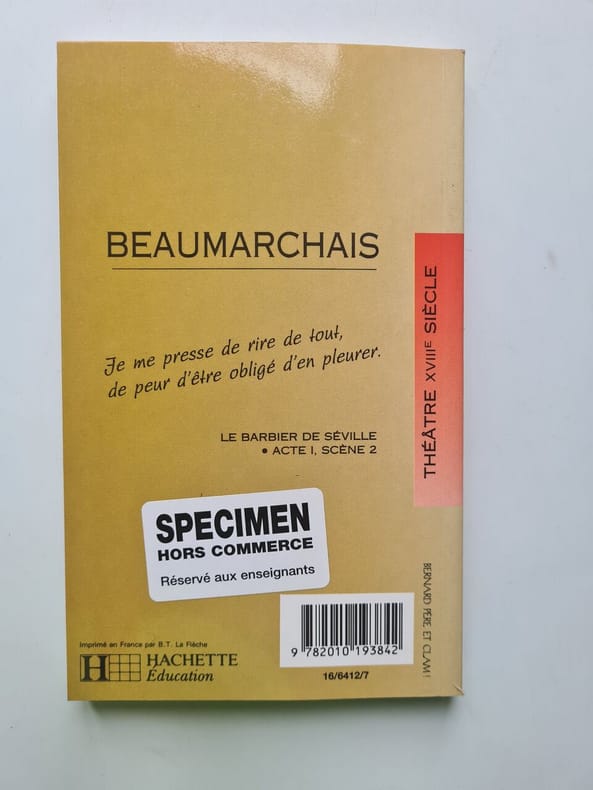 BEAUMARCHAIS
Je me presse de rire de tout,
de peur d'être obligé d'en pleurer.
LE BARBIER DE SÉVILLE
• ACTE I, SCÈNE 2
THÉÂTRE XVIIIE SIÈCLE
SPECIMEN
HORS COMMERCE
Réservé aux enseignants
BERNARD PÈRE ET CLAM!
9 782010 193842
16/6412/7
Imprimé en France par B.T. La Flèche
H HACHETTE
Éducation